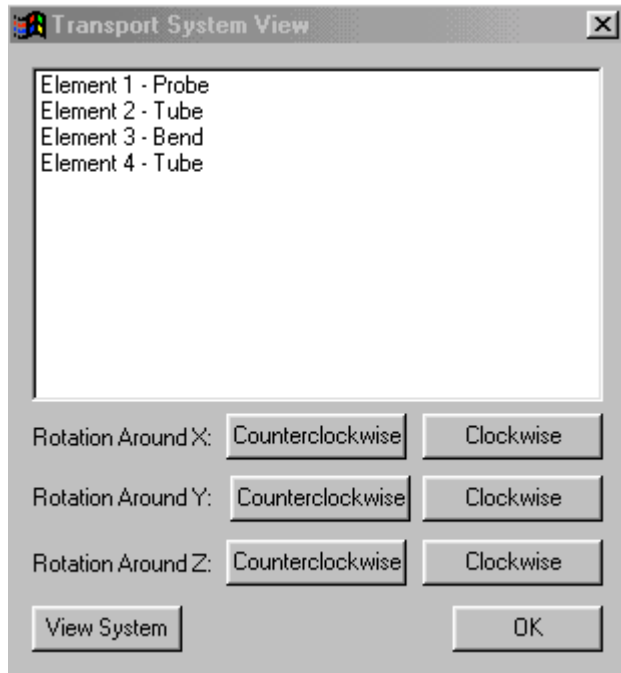 Transport System View
Element 1 - Probe
Element 2 - Tube
Element 3 - Bend
Element 4 - Tube
Rotation Around X: Counterclockwise Clockwise
Rotation Around Y: Counterclockwise Clockwise
Rotation Around Z: Counterclockwise Clockwise
View System OK